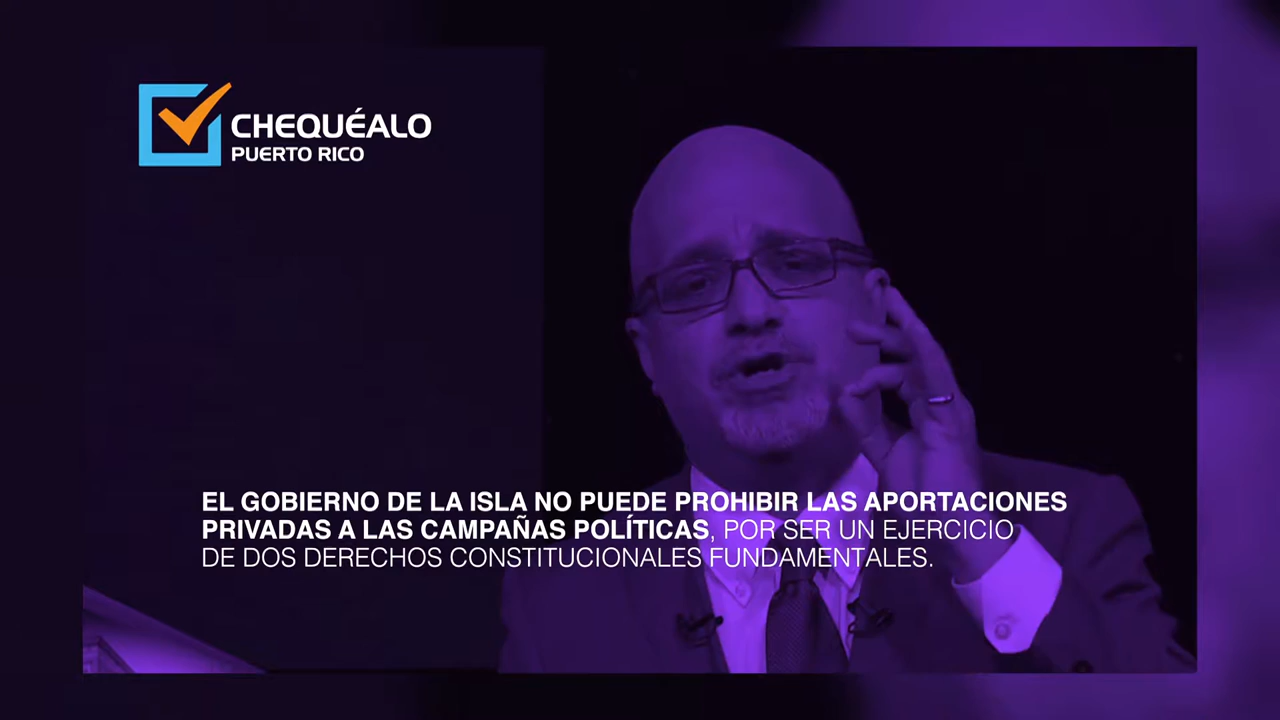 CHEQUÉALO
PUERTO RICO
EL GOBIERNO DE LA ISLA NO PUEDE PROHIBIR LAS APORTACIONES
PRIVADAS A LAS CAMPAÑAS POLÍTICAS, POR SER UN EJERCICIO
DE DOS DERECHOS CONSTITUCIONALES FUNDAMENTALES.